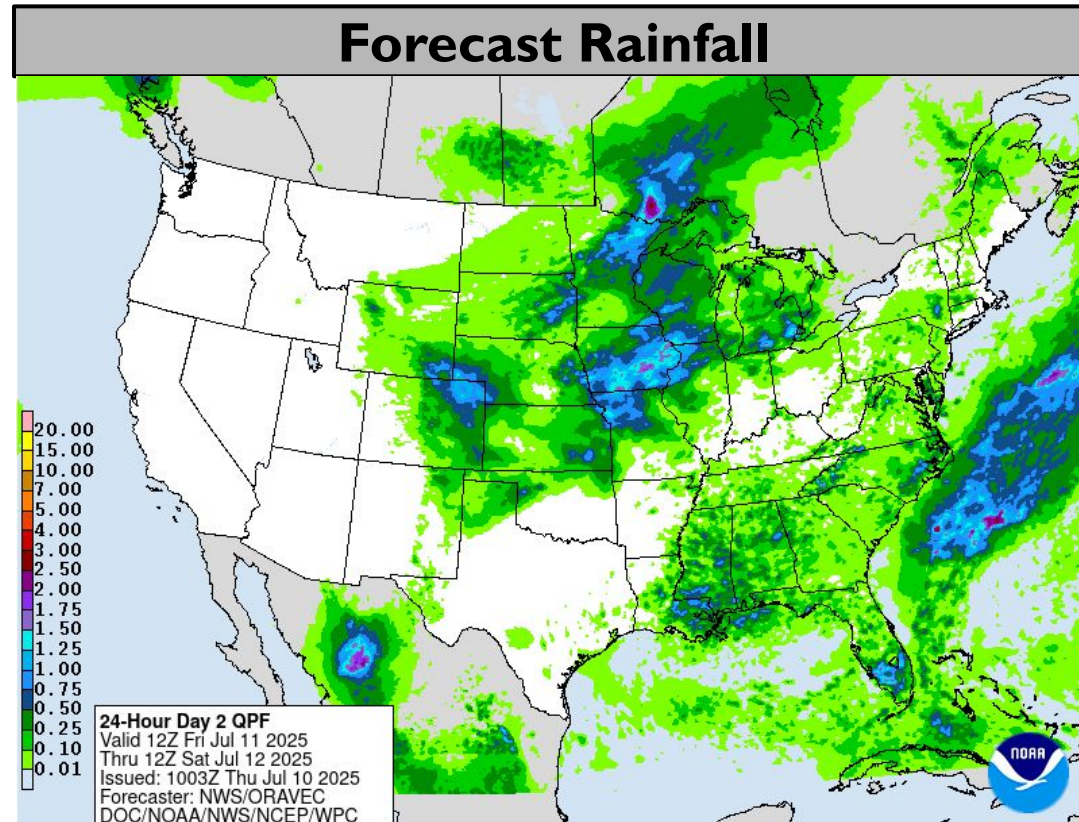 Forecast Rainfall
20.00
15.00
10.00
7.00
5.00
4.00
3.00
2.50
2.00
1.75
1.50
1.25
1.00
0.75
0.50
0.25
0.10
0.01
24-Hour Day 2 QPF
Valid 12Z Fri Jul 11 2025
Thru 12Z Sat Jul 12 2025
Issued: 1003Z Thu Jul 10 2025
Forecaster: NWS/ORAVEC
DOC/NOAA/NWS/NCEP/WPC
NOAA